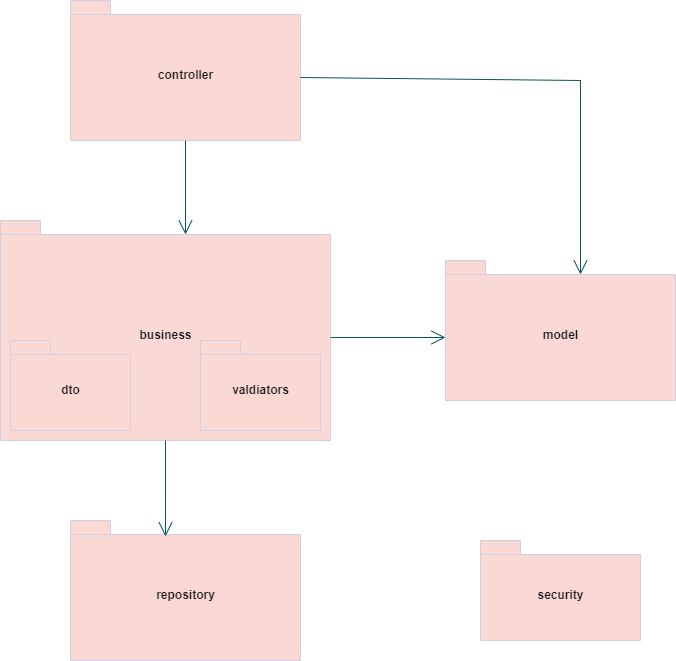 controller
business
model
dto
valdiators
repository
security